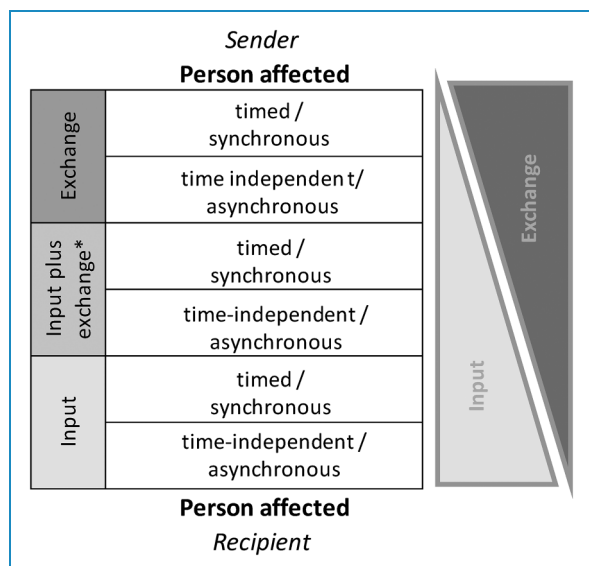 Sender
Person affected
Exchange
timed /
synchronous
time independent/
asynchronous
Input plus
exchange*
timed /
synchronous
time-independent /
asynchronous
Input
timed /
synchronous
time-independent /
asynchronous
Person affected
Recipient
Exchange
Input